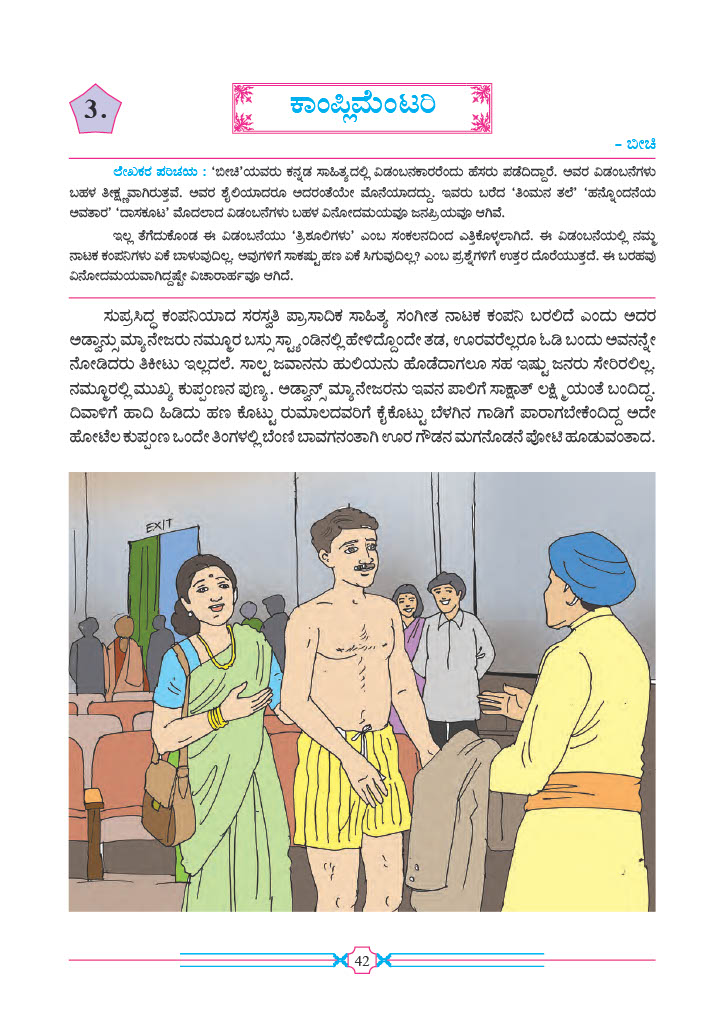 3.
ಕಾಂಪ್ಲಿಮೆಂಟರಿ
– ಬೀಚಿ
ಲೇಖಕರ ಪರಿಚಯ : ‘ಬೀಚಿ’ಯವರು ಕನ್ನಡ ಸಾಹಿತ್ಯದಲ್ಲಿ ವಿಡಂಬನಕಾರರೆಂದು ಹೆಸರು ಪಡೆದಿದ್ದಾರೆ. ಅವರ ವಿಡಂಬನೆಗಳು
ಬಹಳ ತೀಕ್ಷ್ಣವಾಗಿರುತ್ತವೆ. ಅವರ ಶೈಲಿಯಾದರೂ ಅದರಂತೆಯೇ ಮೊನೆಯಾದದ್ದು. ಇವರು ಬರೆದ ‘ತಿಂಮನ ತಲೆ’ ‘ಹನ್ನೊಂದನೆಯ
ಅವತಾರ’ ‘ದಾಸಕೂಟ’ ಮೊದಲಾದ ವಿಡಂಬನೆಗಳು ಬಹಳ ವಿನೋದಮಯವೂ ಜನಪ್ರಿಯವೂ ಆಗಿವೆ.
ಇಲ್ಲಿ ತೆಗೆದುಕೊಂಡ ಈ ವಿಡಂಬನೆಯು ‘ತ್ರಿಶೂಲಿಗಳು’ ಎಂಬ ಸಂಕಲನದಿಂದ ಎತ್ತಿಕೊಳ್ಳಲಾಗಿದೆ. ಈ ವಿಡಂಬನೆಯಲ್ಲಿ ನಮ್ಮ
ನಾಟಕ ಕಂಪನಿಗಳು ಏಕೆ ಬಾಳುವುದಿಲ್ಲ. ಅವುಗಳಿಗೆ ಸಾಕಷ್ಟು ಹಣ ಏಕೆ ಸಿಗುವುದಿಲ್ಲ? ಎಂಬ ಪ್ರಶ್ನೆಗಳಿಗೆ ಉತ್ತರ ದೊರೆಯುತ್ತದೆ. ಈ ಬರಹವು
ವಿನೋದಮಯವಾಗಿದ್ದಷ್ಟೇ ವಿಚಾರಾರ್ಹವೂ ಆಗಿದೆ.
ಸುಪ್ರಸಿದ್ಧ ಕಂಪನಿಯಾದ ಸರಸ್ವತಿ ಪ್ರಾಸಾದಿಕ ಸಾಹಿತ್ಯ ಸಂಗೀತ ನಾಟಕ ಕಂಪನಿ ಬರಲಿದೆ ಎಂದು ಅದರ
ಅಡ್ವಾನ್ಸು ಮ್ಯಾನೇಜರು ನಮ್ಮೂರ ಬಸ್ಸು ಸ್ಟ್ಯಾಂಡಿನಲ್ಲಿ ಹೇಳಿದ್ದೊಂದೇ ತಡ, ಊರವರೆಲ್ಲರೂ ಓಡಿ ಬಂದು ಅವನನ್ನೇ
ನೋಡಿದರು ತಿಕೀಟು ಇಲ್ಲದಲೆ. ಸಾಲ್ಟ ಜವಾನನು ಹುಲಿಯನು ಹೊಡೆದಾಗಲೂ ಸಹ ಇಷ್ಟು ಜನರು ಸೇರಿರಲಿಲ್ಲ.
ನಮ್ಮೂರಲ್ಲಿ ಮುಖ್ಯ ಕುಪ್ಪಂಣನ ಪುಣ್ಯ. ಅಡ್ವಾನ್ಸ್ ಮ್ಯಾನೇಜರನು ಇವನ ಪಾಲಿಗೆ ಸಾಕ್ಷಾತ್ ಲಕ್ಷ್ಮಿಯಂತೆ ಬಂದಿದ್ದ.
ದಿವಾಳಿಗೆ ಹಾದಿ ಹಿಡಿದು ಹಣ ಕೊಟ್ಟು ರುಮಾಲದವರಿಗೆ ಕೈಕೊಟ್ಟು ಬೆಳಗಿನ ಗಾಡಿಗೆ ಪಾರಾಗಬೇಕೆಂದಿದ್ದ ಅದೇ
ಹೋಟೆಲ ಕುಪ್ಪಂಣ ಒಂದೇ ತಿಂಗಳಲ್ಲಿ ಬೆಂಣಿ ಬಾವಗನಂತಾಗಿ ಊರ ಗೌಡನ ಮಗನೊಡನೆ ಪೋಟಿ ಹೂಡುವಂತಾದ.
EXIT
42